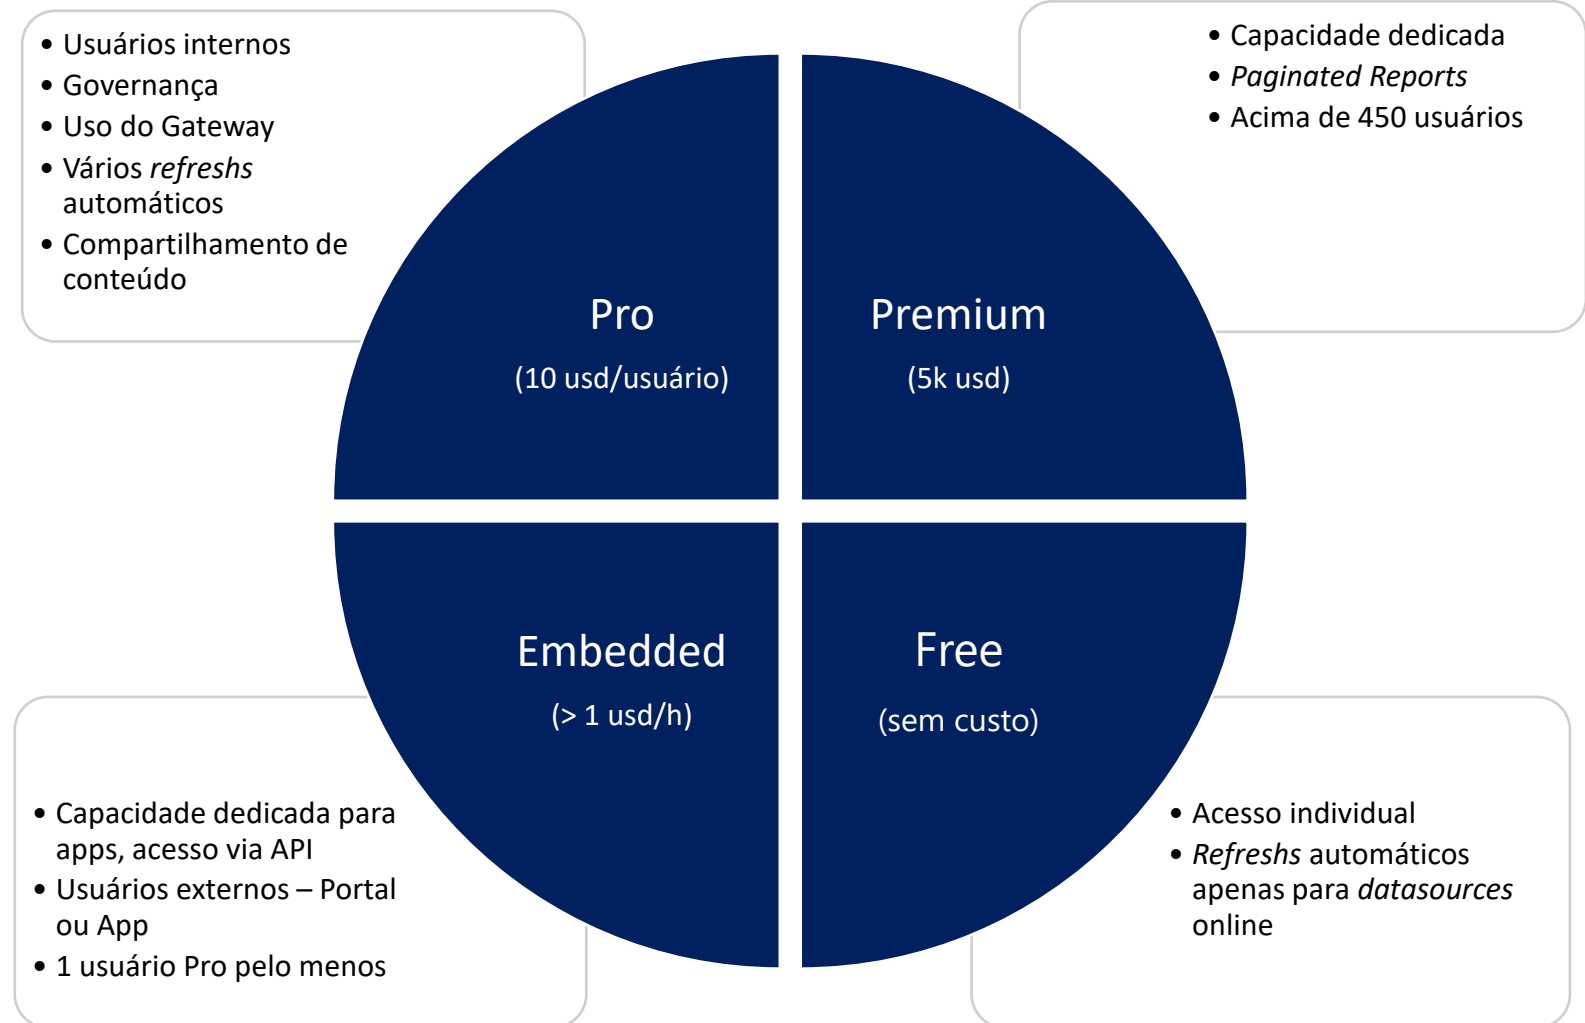 • Usuários internos
• Governança
• Uso do Gateway
• Vários refreshs
automáticos
• Compartilhamento de
conteúdo
• Capacidade dedicada
• Paginated Reports
• Acima de 450 usuários
Pro
(10 usd/usuário)
Premium
(5k usd)
Embedded
(> 1 usd/h)
Free
(sem custo)
• Capacidade dedicada para
apps, acesso via API
• Usuários externos – Portal
ou App
• 1 usuário Pro pelo menos
• Acesso individual
• Refreshs automáticos
apenas para datasources
online